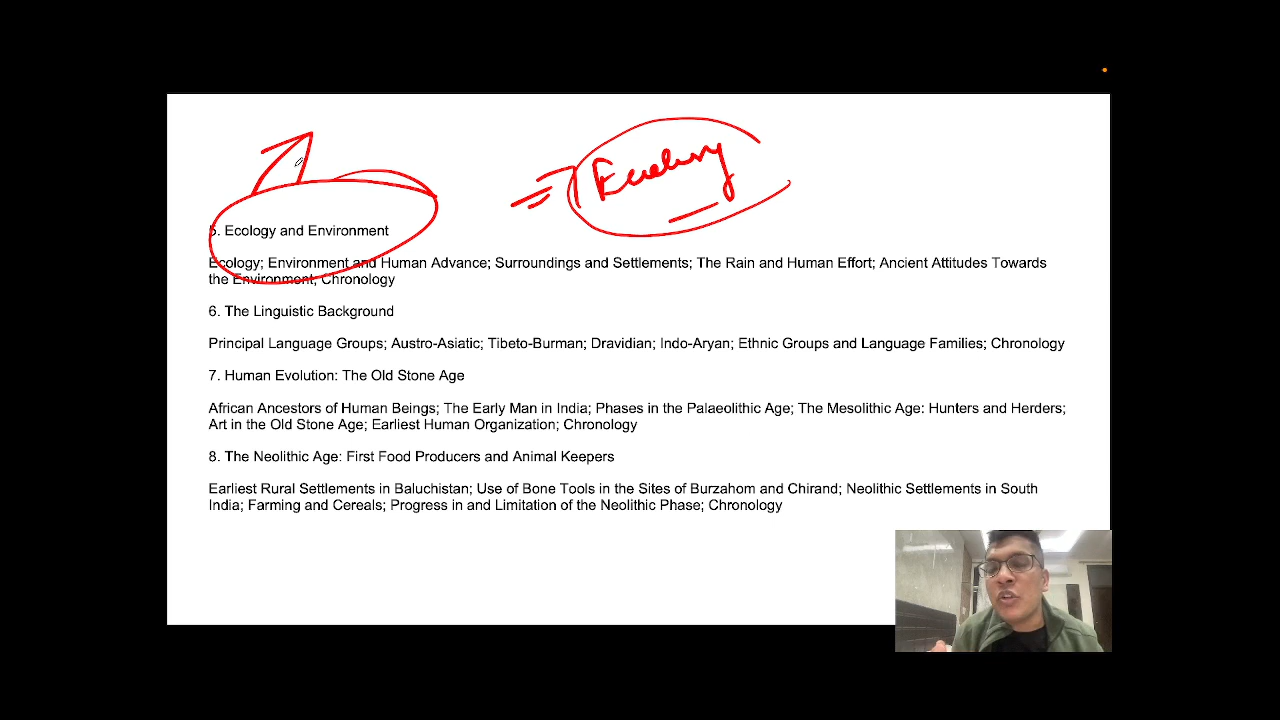 Ecology
5. Ecology and Environment
Ecology; Environment and Human Advance; Surroundings and Settlements; The Rain and Human Effort; Ancient Attitudes Towards
the Environment; Chronology
6. The Linguistic Background
Principal Language Groups; Austro-Asiatic; Tibeto-Burman; Dravidian; Indo-Aryan; Ethnic Groups and Language Families; Chronology
7. Human Evolution: The Old Stone Age
African Ancestors of Human Beings; The Early Man in India; Phases in the Palaeolithic Age; The Mesolithic Age: Hunters and Herders;
Art in the Old Stone Age; Earliest Human Organization; Chronology
8. The Neolithic Age: First Food Producers and Animal Keepers
Earliest Rural Settlements in Baluchistan; Use of Bone Tools in the Sites of Burzahom and Chirand; Neolithic Settlements in South
India; Farming and Cereals; Progress in and Limitation of the Neolithic Phase; Chronology